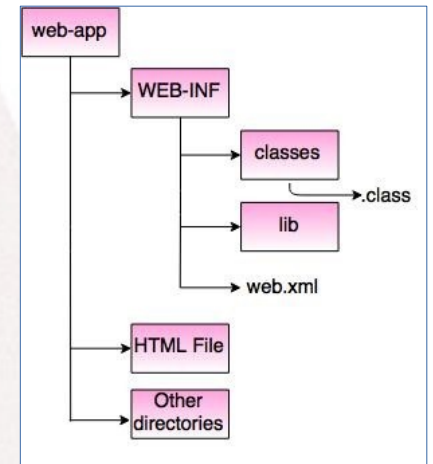 web-app
WEB-INF
classes
.class
lib
web.xml
HTML File
Other
directories